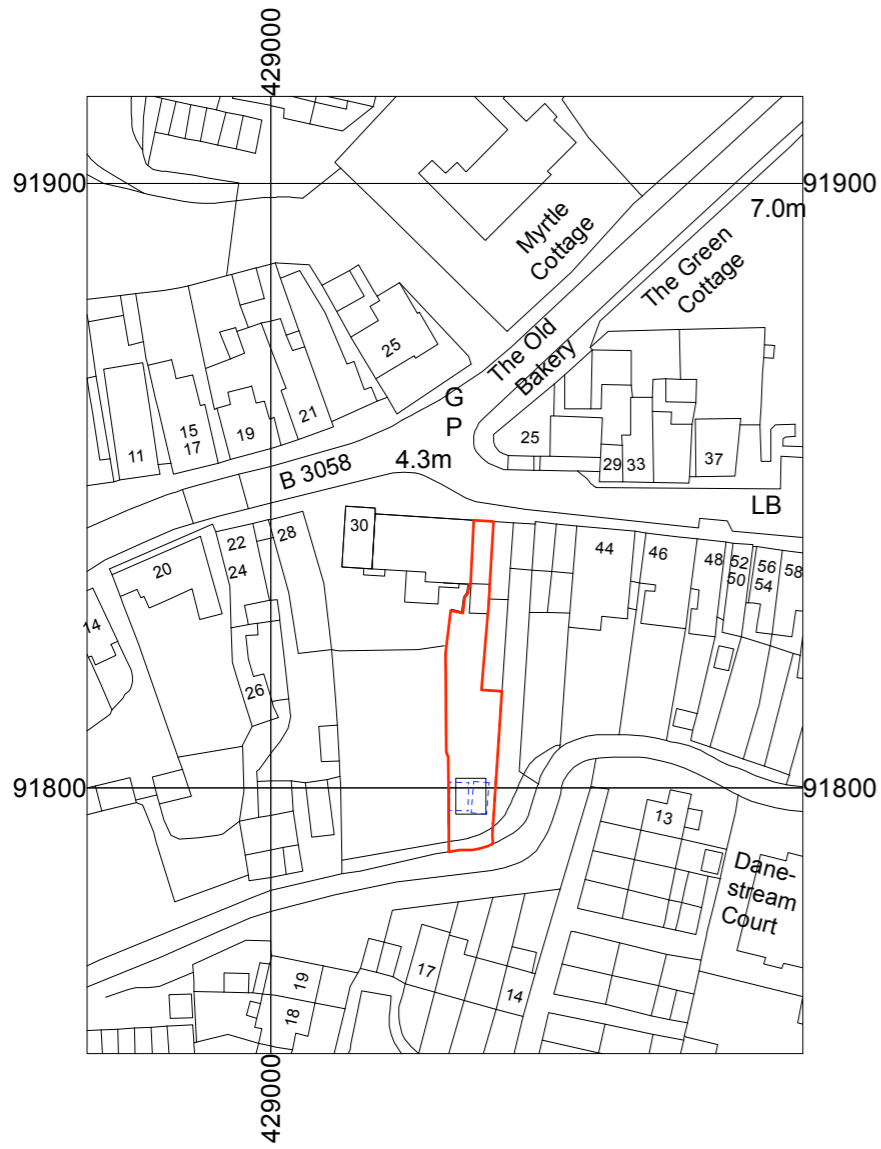 429000
91900
91900
7.0m
Myrtle
Cottage
The Green
Cottage
The Old
Bakery
25
G
P
21
15
17
19
11
B 3058
4.3m
25
29
33
37
LB
30
28
22
24
20
14
26
44
46
48
52
50
56
54
58
91800
91800
13
Dane-
stream
Court
17
14
19
18
429000